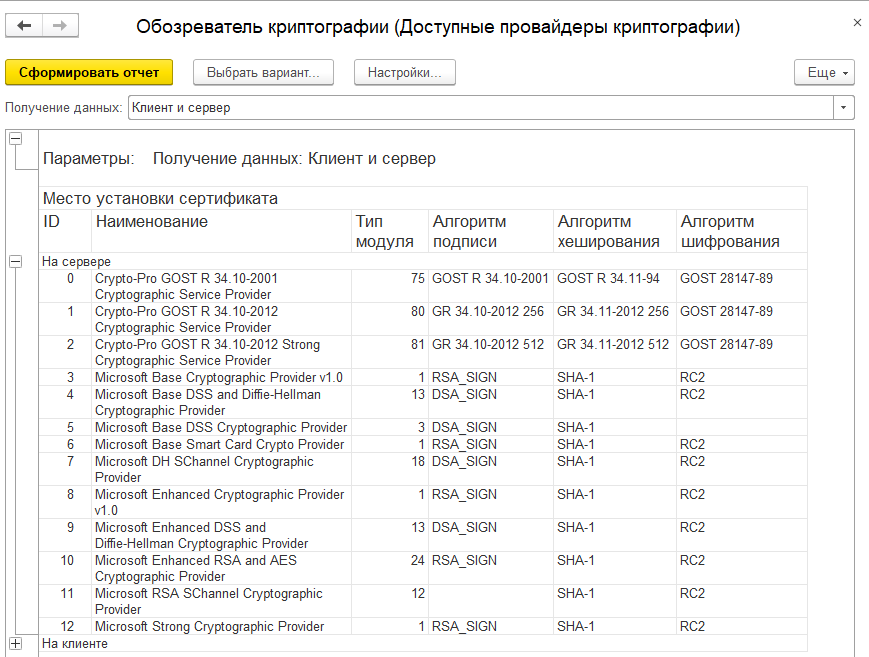 Обозреватель криптографии (Доступные провайдеры криптографии)
Сформировать отчет Выбрать вариант... Настройки... Еще
Получение данных: Клиент и сервер
Параметры: Получение данных: Клиент и сервер
Место установки сертификата
ID Наименование Тип модуля Алгоритм подписи Алгоритм хеширования Алгоритм шифрования
На сервере
0 Crypto-Pro GOST R 34.10-2001 Cryptographic Service Provider 75 GOST R 34.10-2001 GOST R 34.11-94 GOST 28147-89
1 Crypto-Pro GOST R 34.10-2012 Cryptographic Service Provider 80 GR 34.10-2012 256 GR 34.11-2012 256 GOST 28147-89
2 Crypto-Pro GOST R 34.10-2012 Strong Cryptographic Service Provider 81 GR 34.10-2012 512 GR 34.11-2012 512 GOST 28147-89
3 Microsoft Base Cryptographic Provider v1.0 1 RSA_SIGN SHA-1 RC2
4 Microsoft Base DSS and Diffie-Hellman Cryptographic Provider 13 DSA_SIGN SHA-1 RC2
5 Microsoft Base DSS Cryptographic Provider 3 DSA_SIGN SHA-1
6 Microsoft Base Smart Card Crypto Provider 1 RSA_SIGN SHA-1 RC2
7 Microsoft DH SChannel Cryptographic Provider 18 DSA_SIGN SHA-1 RC2
8 Microsoft Enhanced Cryptographic Provider v1.0 1 RSA_SIGN SHA-1 RC2
9 Microsoft Enhanced DSS and Diffie-Hellman Cryptographic Provider 13 DSA_SIGN SHA-1 RC2
10 Microsoft Enhanced RSA and AES Cryptographic Provider 24 RSA_SIGN SHA-1 RC2
11 Microsoft RSA SChannel Cryptographic Provider 12 SHA-1 RC2
12 Microsoft Strong Cryptographic Provider 1 RSA_SIGN SHA-1 RC2
На клиенте